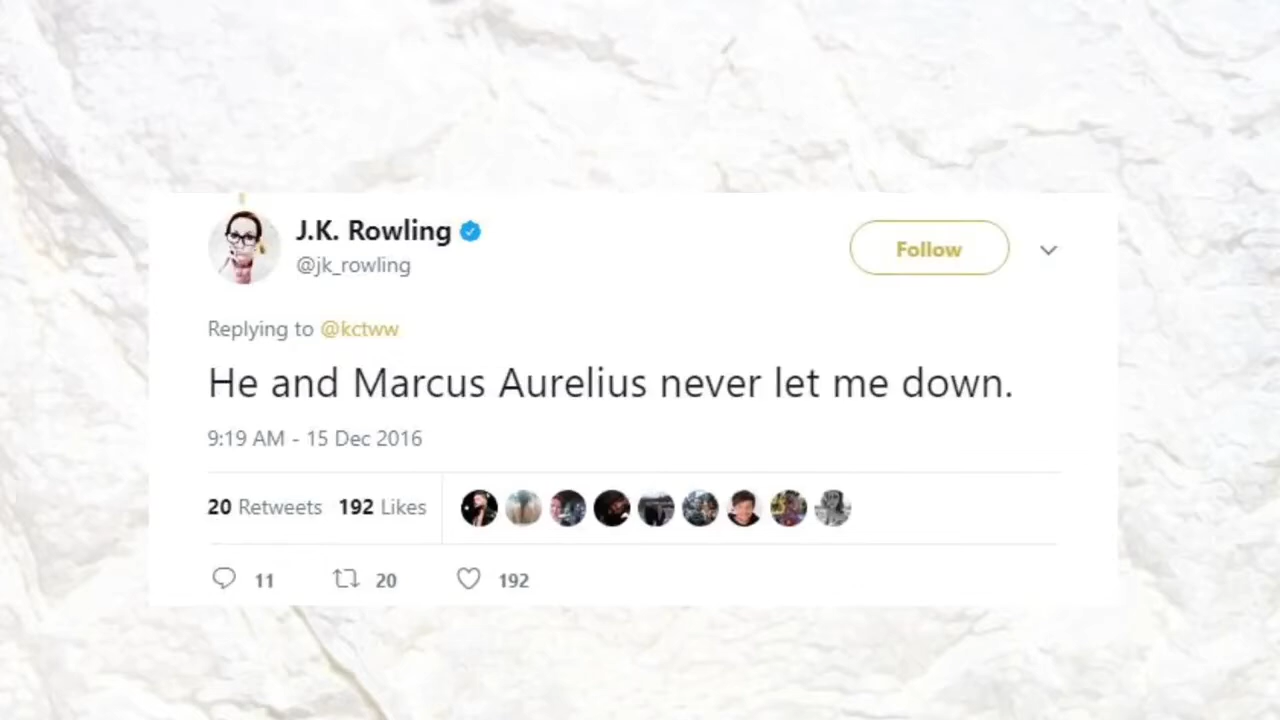 J.K. Rowling
@jk_rowling
Follow
Replying to @kctww
He and Marcus Aurelius never let me down.
9:19 AM - 15 Dec 2016
20 Retweets 192 Likes
11 20 192